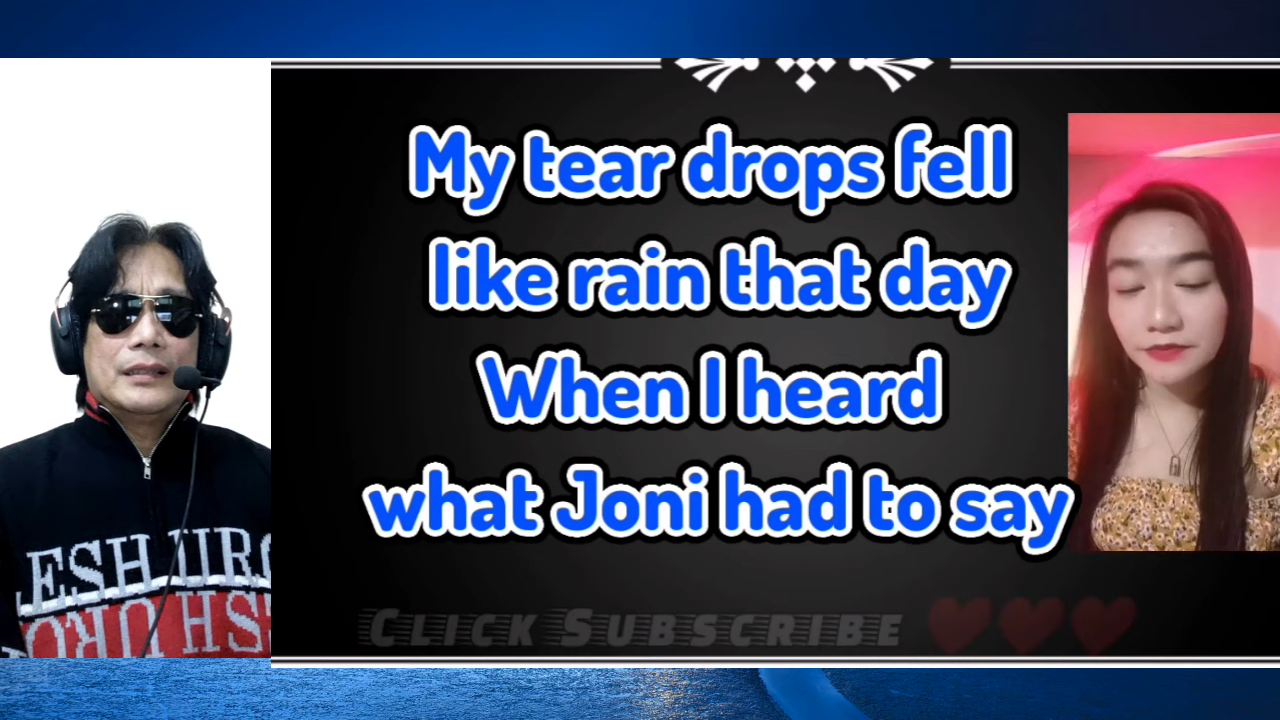 My tear drops fell
like rain that day
When I heard
what Joni had to say
CLICK SUBSCRIBE